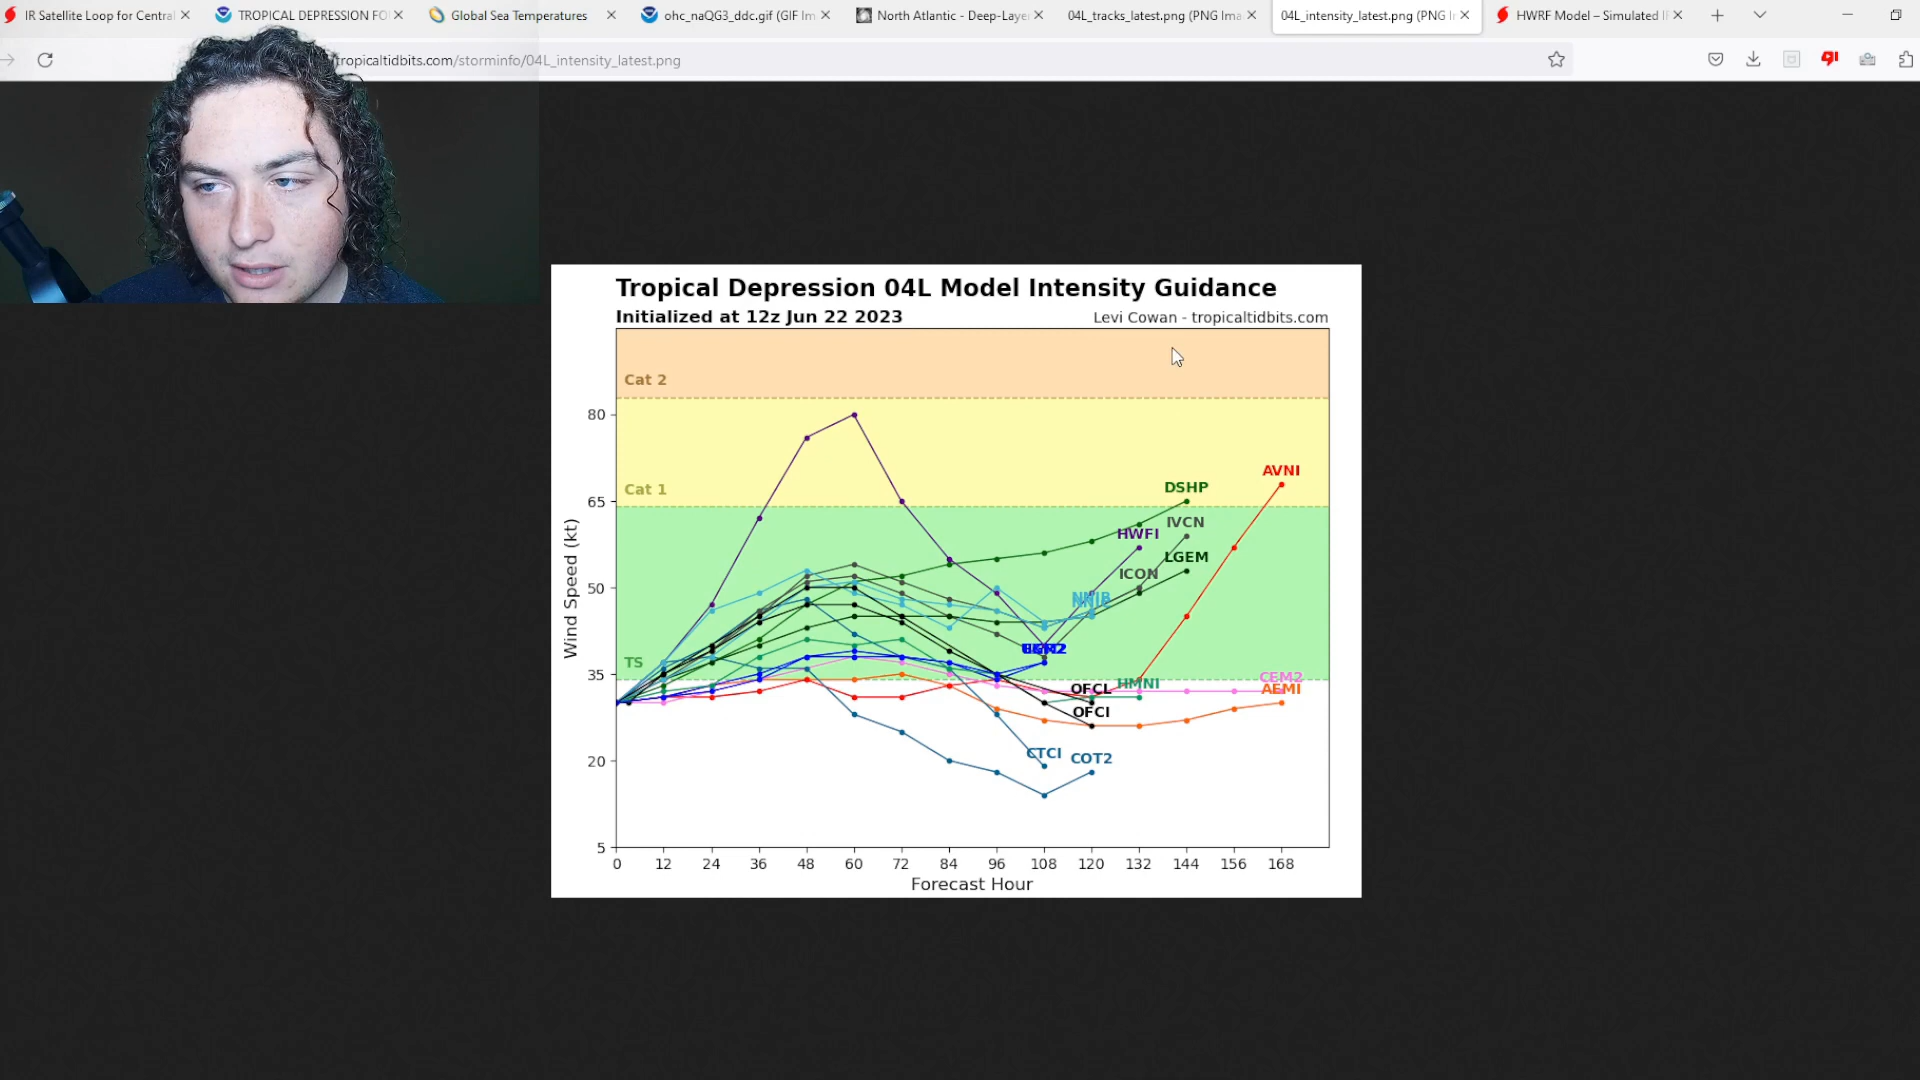 IR Satellite Loop for Central
TROPICAL DEPRESSION FO
Global Sea Temperatures
ohc_naQG3_ddc.gif (GIF Im
North Atlantic - Deep-Laye
04L_tracks_latest.png (PNG Ima
04L_intensity_latest.png (PNG I
HWRF Model – Simulated I
tropicaltidbits.com/storminfo/04L_intensity_latest.png
Tropical Depression 04L Model Intensity Guidance
Initialized at 12z Jun 22 2023
Levi Cowan - tropicaltidbits.com
Cat 2
80
AVNI
DSHP
Cat 1
65
IVCN
HWFI
LGEM
ICON
50
NNIB
NNIC
TS
35
CEM2
HMNI
OFCL
AEMI
OFCI
CTCI
COT2
20
5
Wind Speed (kt)
0 12 24 36 48 60 72 84 96 108 120 132 144 156 168
Forecast Hour